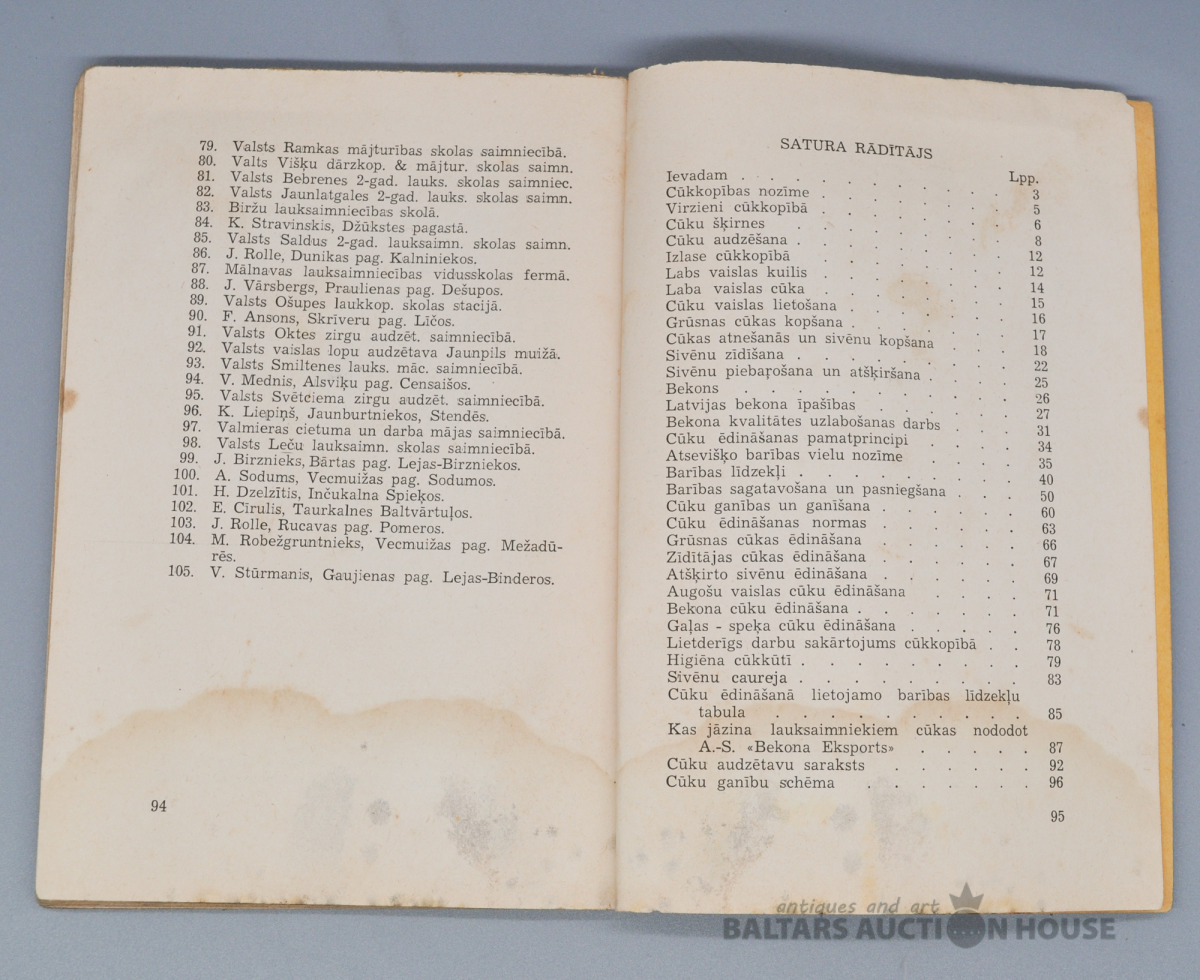 79. Valsts Ramkas mājturības skolas saimniecībā.
80. Valts Višķu dārzkop. & mājtur. skolas saimn.
81. Valsts Bebrenes 2-gad. lauks. skolas saimniec.
82. Valsts Jaunlatgales 2-gad. lauks. skolas saimn.
83. Biržu lauksaimniecības skolā.
84. K. Stravinskis, Džūkstes pagastā.
85. Valsts Saldus 2-gad. lauksaimn. skolas saimn.
86. J. Rolle, Dunikas pag. Kalniniekos.
87. Mālnavas lauksaimniecības vidusskolas fermā.
88. J. Vārsbergs, Praulienas pag. Dešupos.
89. Valsts Ošupes laukkop. skolas stacijā.
90. F. Ansons, Skrīveru pag. Līčos.
91. Valsts Oktes zirgu audzēt. saimniecībā.
92. Valsts vaislas lopu audzētava Jaunpils muižā.
93. Valsts Smiltenes lauks. māc. saimniecībā.
94. V. Mednis, Alsviķu pag. Censaišos.
95. Valsts Svētciema zirgu audzēt. saimniecībā.
96. K. Liepiņš, Jaunburtniekos, Stendēs.
97. Valmieras cietuma un darba mājas saimniecībā.
98. Valsts Leču lauksaimn. skolas saimniecībā.
99. J. Birznieks, Bārtas pag. Lejas-Birzniekos.
100. A. Sodums, Vecmuižas pag. Sodumos.
101. H. Dzelzītis, Inčukalna Spieķos.
102. E. Cīrulis, Taurkalnes Baltvārtuļos.
103. J. Rolle, Rucavas pag. Pomeros.
104. M. Robežgruntnieks, Vecmuižas pag. Mežadū-
rēs.
105. V. Stūrmanis, Gaujienas pag. Lejas-Binderos.
94
SATURA RĀDĪTĀJS
Lpp.
Ievadam . . . . . . . . . 3
Cūkkopības nozīme . . . . . . . 5
Virzieni cūkkopībā . . . . . . . 6
Cūku šķirnes . . . . . . . . 8
Cūku audzēšana . . . . . . . . 12
Izlase cūkkopībā . . . . . . . 12
Labs vaislas kuilis . . . . . . . 14
Laba vaislas cūka . . . . . . . 15
Cūku vaislas lietošana . . . . . . 16
Grūsnas cūkas kopšana . . . . . . 17
Cūkas atnešanās un sivēnu kopšana . . . 18
Sivēnu zīdīšana . . . . . . . 22
Sivēnu piebaŗošana un atšķiršana . . . . 25
Bekons . . . . . . . . . 26
Latvijas bekona īpašības . . . . . . 27
Bekona kvalitātes uzlabošanas darbs . . . 31
Cūku ēdināšanas pamatprincipi . . . . 34
Atsevišķo barības vielu nozīme . . . . 35
Barības līdzekļi . . . . . . . . 40
Barības sagatavošana un pasniegšana . . . 50
Cūku ganības un ganīšana . . . . . 60
Cūku ēdināšanas normas . . . . . 63
Grūsnas cūkas ēdināšana . . . . . 66
Zīdītājas cūkas ēdināšana . . . . . 67
Atšķirto sivēnu ēdināšana . . . . . 69
Augošu vaislas cūku ēdināšana . . . . 71
Bekona cūku ēdināšana . . . . . . 71
Gaļas - speķa cūku ēdināšana . . . . . 76
Lietderīgs darbu sakārtojums cūkkopībā . . 78
Higiēna cūkkūtī . . . . . . . . 79
Sivēnu caureja . . . . . . . . 83
Cūku ēdināšanā lietojamo barības līdzekļu
tabula . . . . . . . . . 85
Kas jāzina lauksaimniekiem cūkas nododot
A.-S. «Bekona Eksports» . . . . . 87
Cūku audzētavu saraksts . . . . . . 92
Cūku ganību schēma . . . . . . . 96
95
antiques and art
BALTARS AUCTION HOUSE